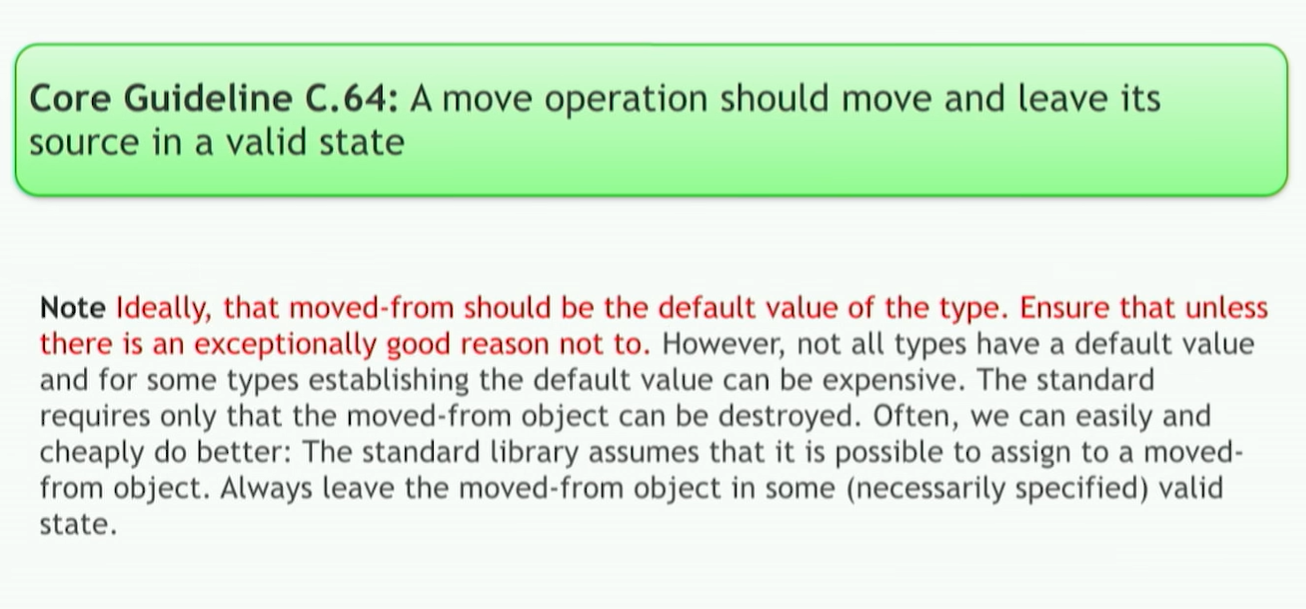 Core Guideline C.64: A move operation should move and leave its
source in a valid state
Note Ideally, that moved-from should be the default value of the type. Ensure that unless
there is an exceptionally good reason not to. However, not all types have a default value
and for some types establishing the default value can be expensive. The standard
requires only that the moved-from object can be destroyed. Often, we can easily and
cheaply do better: The standard library assumes that it is possible to assign to a moved-
from object. Always leave the moved-from object in some (necessarily specified) valid
state.